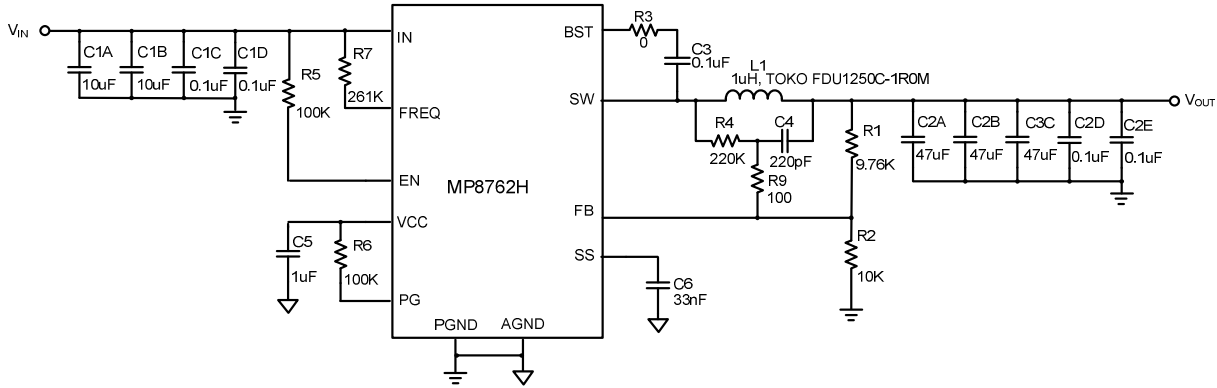 VIN
C1A
10uF
C1B
10uF
C1C
0.1uF
C1D
0.1uF
R5
100K
R7
261K
IN
FREQ
EN
VCC
PG
MP8762H
PGND
AGND
BST
SW
FB
SS
C5
1uF
R6
100K
R3
0
C3
0.1uF
L1
1uH, TOKO FDU1250C-1R0M
R4
220K
C4
220pF
R9
100
R1
9.76K
R2
10K
C6
33nF
C2A
47uF
C2B
47uF
C3C
47uF
C2D
0.1uF
C2E
0.1uF
VOUT